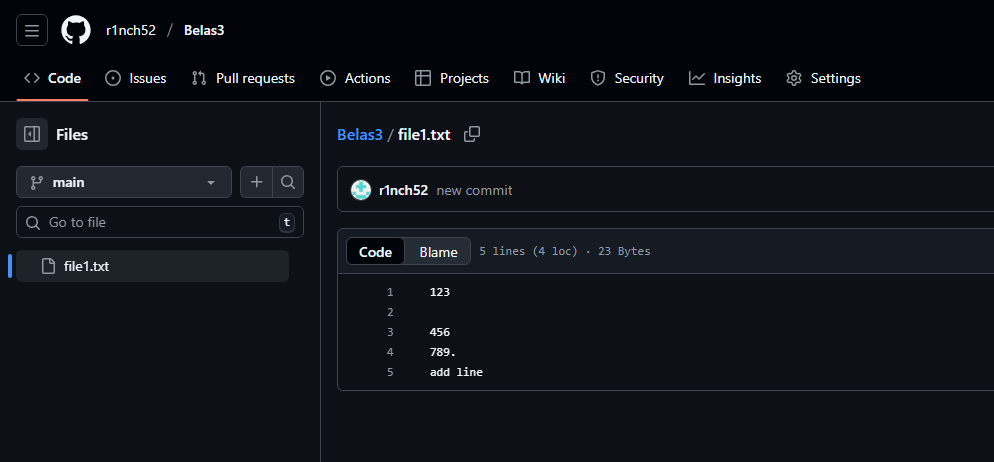 r1nch52 / Belas3
Code Issues Pull requests Actions Projects Wiki Security Insights Settings
Files
main
Go to file t
file1.txt
Belas3 / file1.txt
r1nch52 new commit
Code Blame 5 lines (4 loc) · 23 Bytes
1 123
2
3 456
4 789.
5 add line